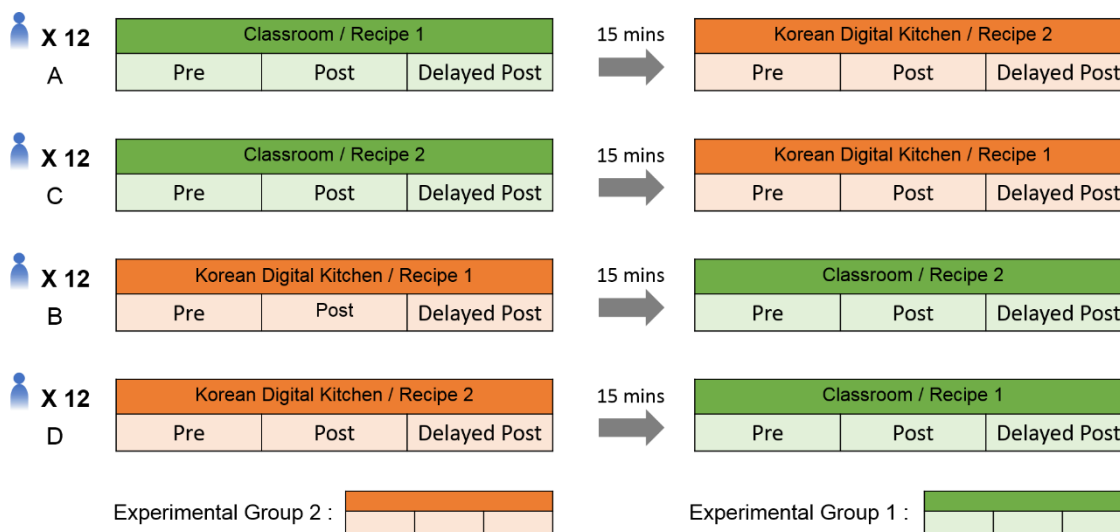 X 12
A
Classroom / Recipe 1
Pre Post Delayed Post
15 mins
Korean Digital Kitchen / Recipe 2
Pre Post Delayed Post
X 12
C
Classroom / Recipe 2
Pre Post Delayed Post
15 mins
Korean Digital Kitchen / Recipe 1
Pre Post Delayed Post
X 12
B
Korean Digital Kitchen / Recipe 1
Pre Post Delayed Post
15 mins
Classroom / Recipe 2
Pre Post Delayed Post
X 12
D
Korean Digital Kitchen / Recipe 2
Pre Post Delayed Post
15 mins
Classroom / Recipe 1
Pre Post Delayed Post
Experimental Group 2 :
Experimental Group 1 :